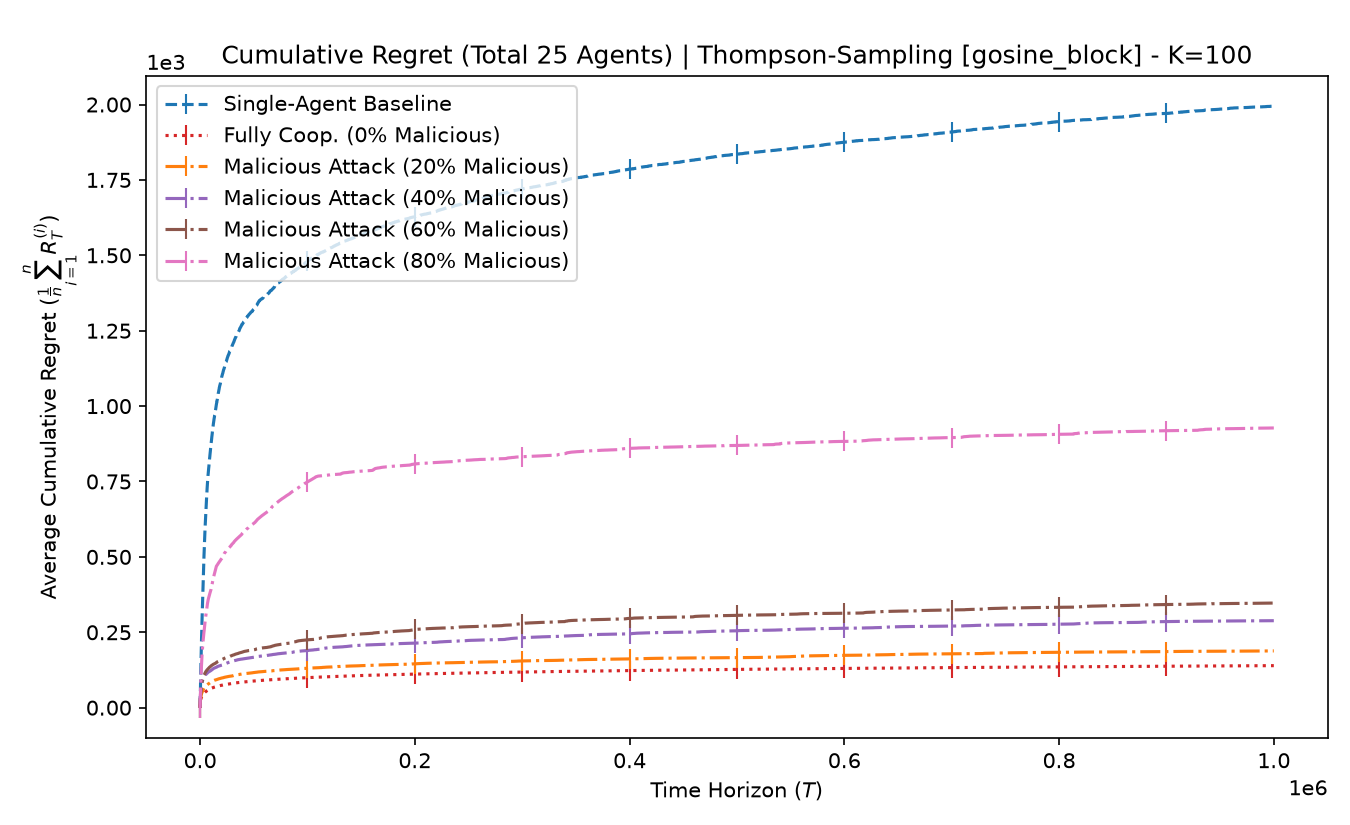 Cumulative Regret (Total 25 Agents) | Thompson-Sampling [gosine_block] - K=100
1e3
Single-Agent Baseline
Fully Coop. (0% Malicious)
Malicious Attack (20% Malicious)
Malicious Attack (40% Malicious)
Malicious Attack (60% Malicious)
Malicious Attack (80% Malicious)
2.00
1.75
1.50
1.25
1.00
0.75
0.50
0.25
0.00
Average Cumulative Regret ($\frac{1}{n}\sum_{i=1}^{n} R_T^{(i)}$)
0.0 0.2 0.4 0.6 0.8 1.0
1e6
Time Horizon (T)